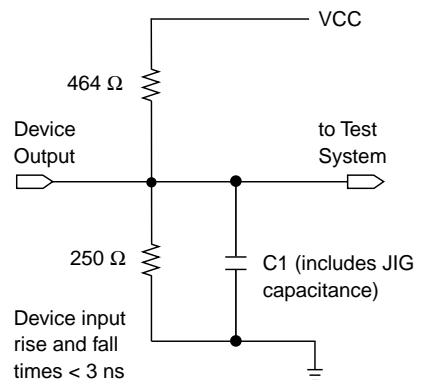 VCC
464 Ω
Device
Output
to Test
System
250 Ω
C1 (includes JIG
capacitance)
Device input
rise and fall
times < 3 ns